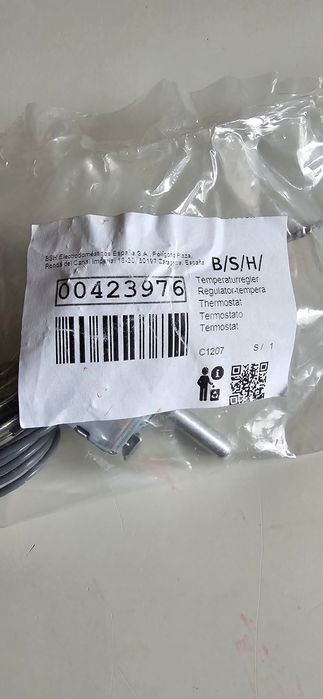 BSH Electrodomésticos España S.A., Polígono Plaza,
Ronda del Canal Imperial 18-20, 50197 Zaragoza, España
B/S/H/
00423976
Temperaturregler
Regulator-tempera
Thermostat
Termostato
Termostat
C1207 S/ 1